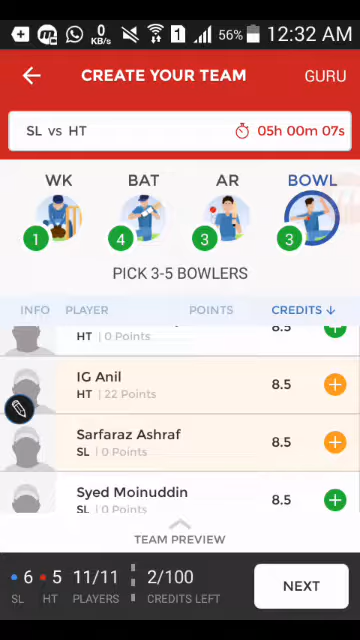 0
KB/s
1
56%
12:32 AM
CREATE YOUR TEAM
GURU
SL vs HT
05h 00m 07s
WK
BAT
AR
BOWL
1
4
3
3
PICK 3-5 BOWLERS
INFO
PLAYER
POINTS
CREDITS ↓
HT | 0 Points
8.5
IG Anil
HT | 22 Points
8.5
Sarfaraz Ashraf
SL | 0 Points
8.5
Syed Moinuddin
SL | 0 Points
8.5
TEAM PREVIEW
6
5
11/11
2/100
SL
HT
PLAYERS
CREDITS LEFT
NEXT